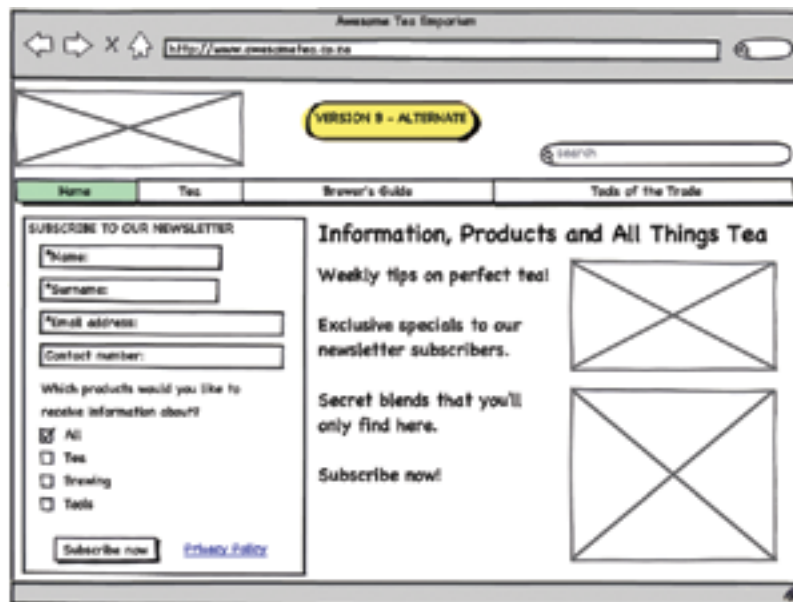 Awesome Tea Emporium
http://www.awesometea.co.na
VERSION B - ALTERNATE
search
Home Tea Brewer's Guide Tools of the Trade
SUBSCRIBE TO OUR NEWSLETTER
*Name:
*Surname:
*Email address:
Contact number:
Which products would you like to
receive information about?
All
Tea
Brewing
Tools
Subscribe now Privacy Policy
Information, Products and All Things Tea
Weekly tips on perfect tea!
Exclusive specials to our
newsletter subscribers.
Secret blends that you'll
only find here.
Subscribe now!